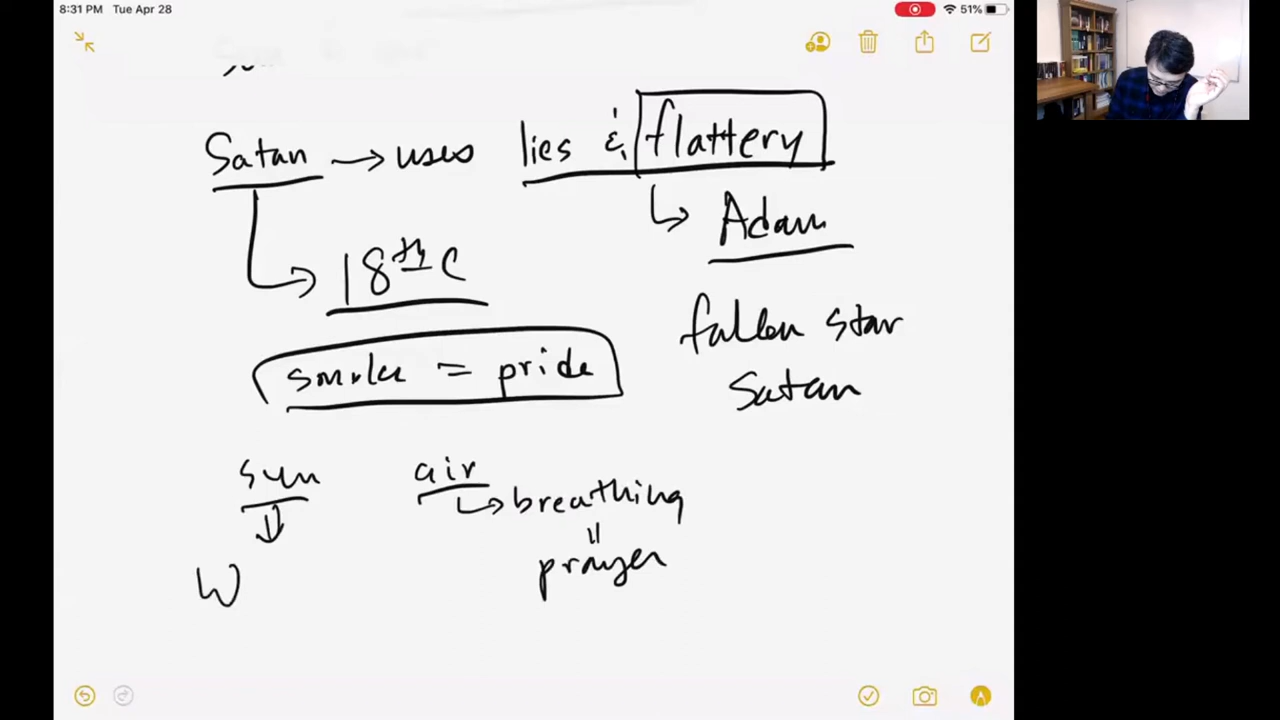 8:31 PM Tue Apr 28 51%
Satan → uses lies & flattery
↳ Adam
↳ 18th C
fallen star
smoke = pride
Satan
sun air
↳ breathing
prayer
W